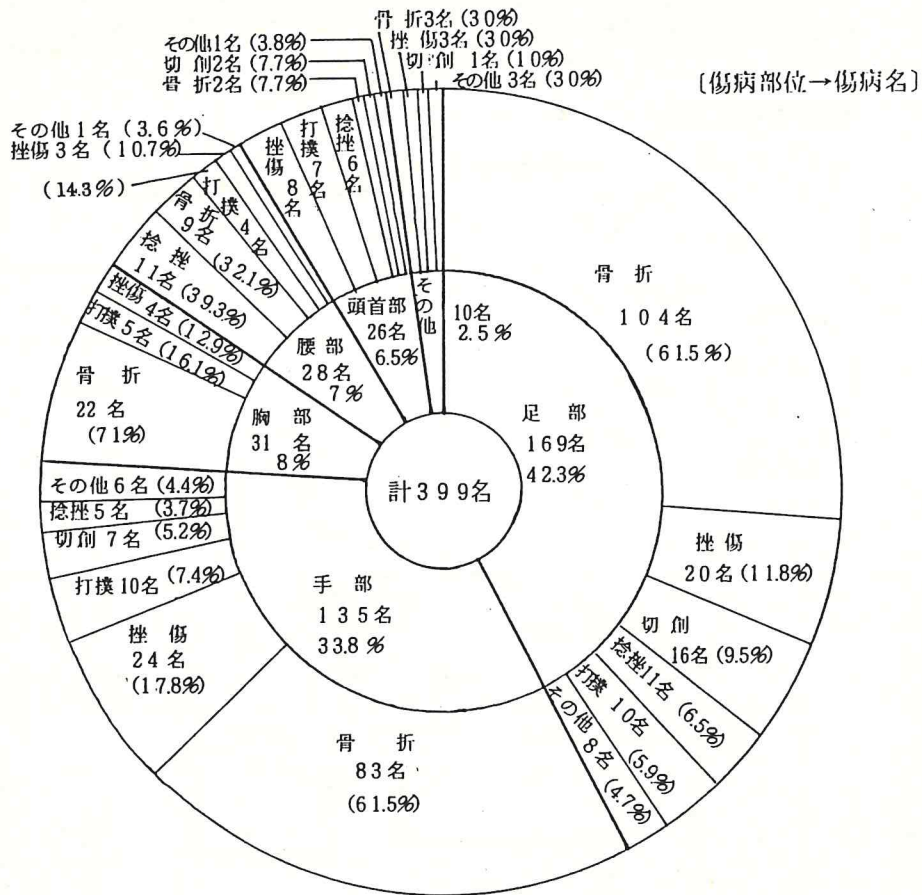 〔傷病部位→傷病名〕
計399名
足部
169名
42.3%
骨折
104名
(61.5%)
挫傷
20名(11.8%)
切創
16名(9.5%)
捻挫11名(6.5%)
打撲10名(5.9%)
その他8名(4.7%)
手部
135名
33.8%
骨折
83名
(61.5%)
挫傷
24名
(17.8%)
打撲10名(7.4%)
切創7名(5.2%)
捻挫5名(3.7%)
その他6名(4.4%)
胸部
31名
8%
骨折
22名
(71%)
打撲5名(16.1%)
挫傷4名(12.9%)
腰部
28名
7%
捻挫
11名(39.3%)
骨折
9名(32.1%)
打撲4名
(14.3%)
挫傷3名(10.7%)
その他1名(3.6%)
頭首部
26名
6.5%
挫傷8名
打撲7名
捻挫6名
骨折2名(7.7%)
切創2名(7.7%)
その他1名(3.8%)
その他
10名
2.5%
骨折3名(30%)
挫傷3名(30%)
切創1名(10%)
その他3名(30%)